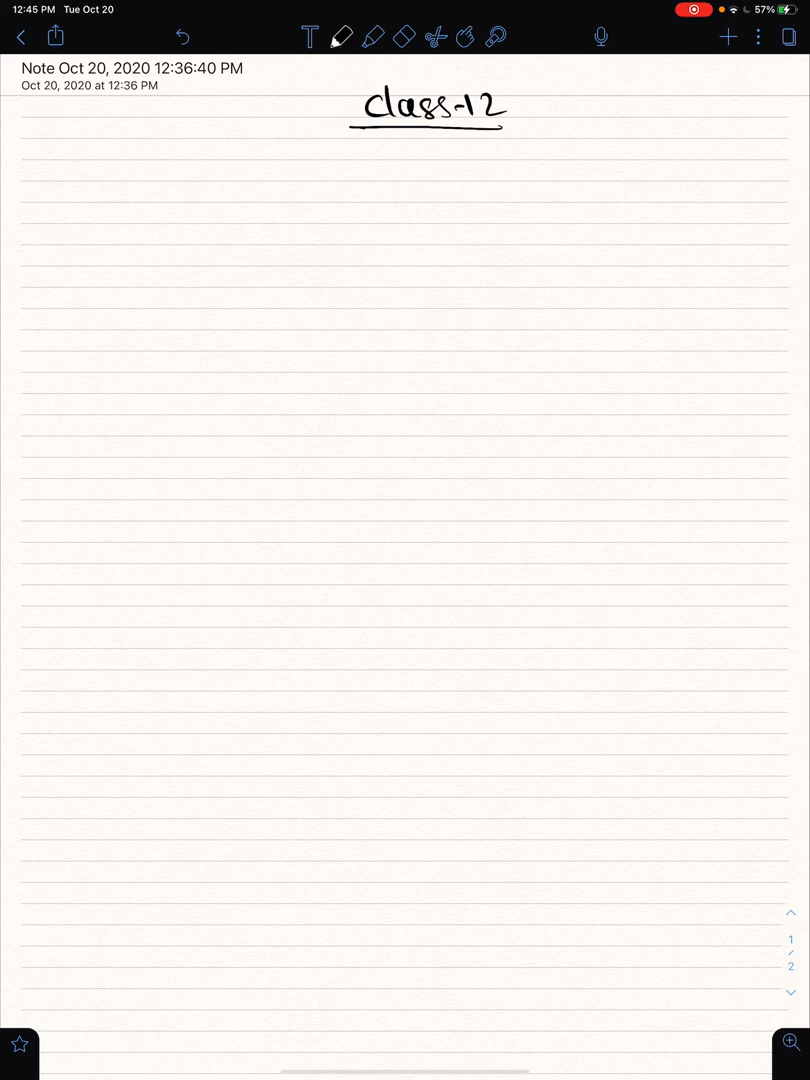 12:45 PM Tue Oct 20 57%
Note Oct 20, 2020 12:36:40 PM
Oct 20, 2020 at 12:36 PM
class-12
1
/
2